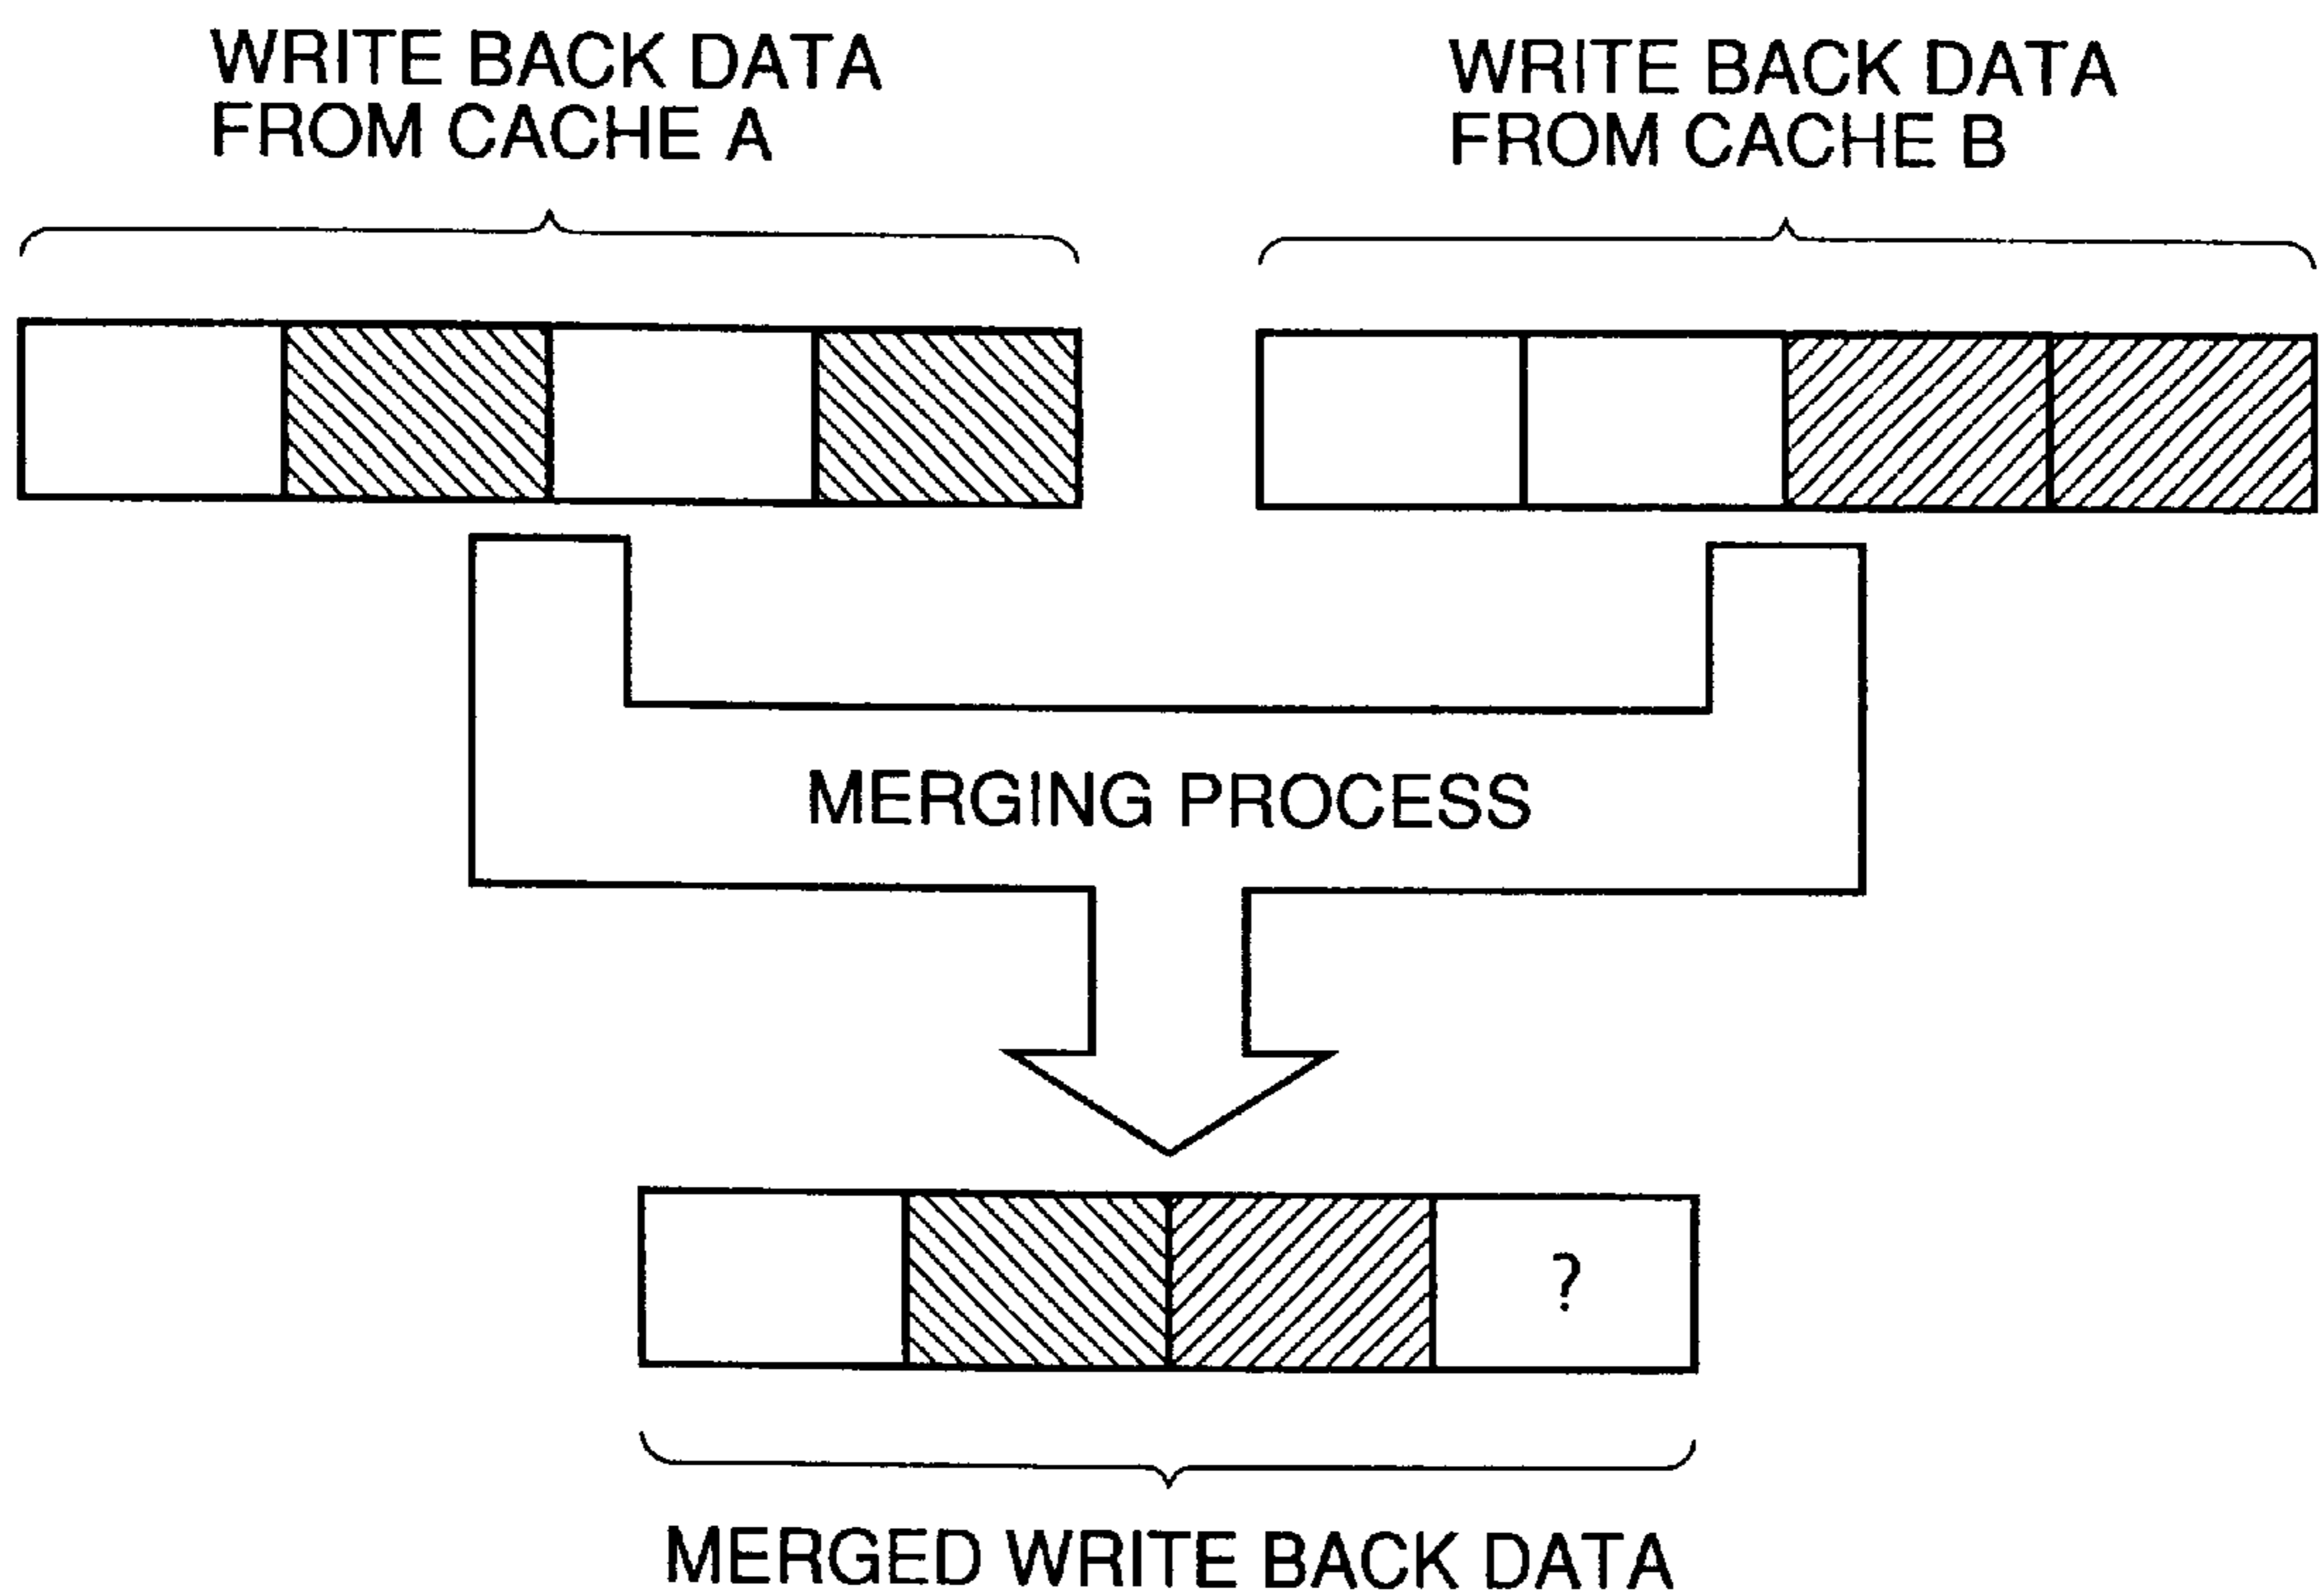 WRITE BACK DATA
FROM CACHE A
WRITE BACK DATA
FROM CACHE B
MERGING PROCESS
?
MERGED WRITE BACK DATA